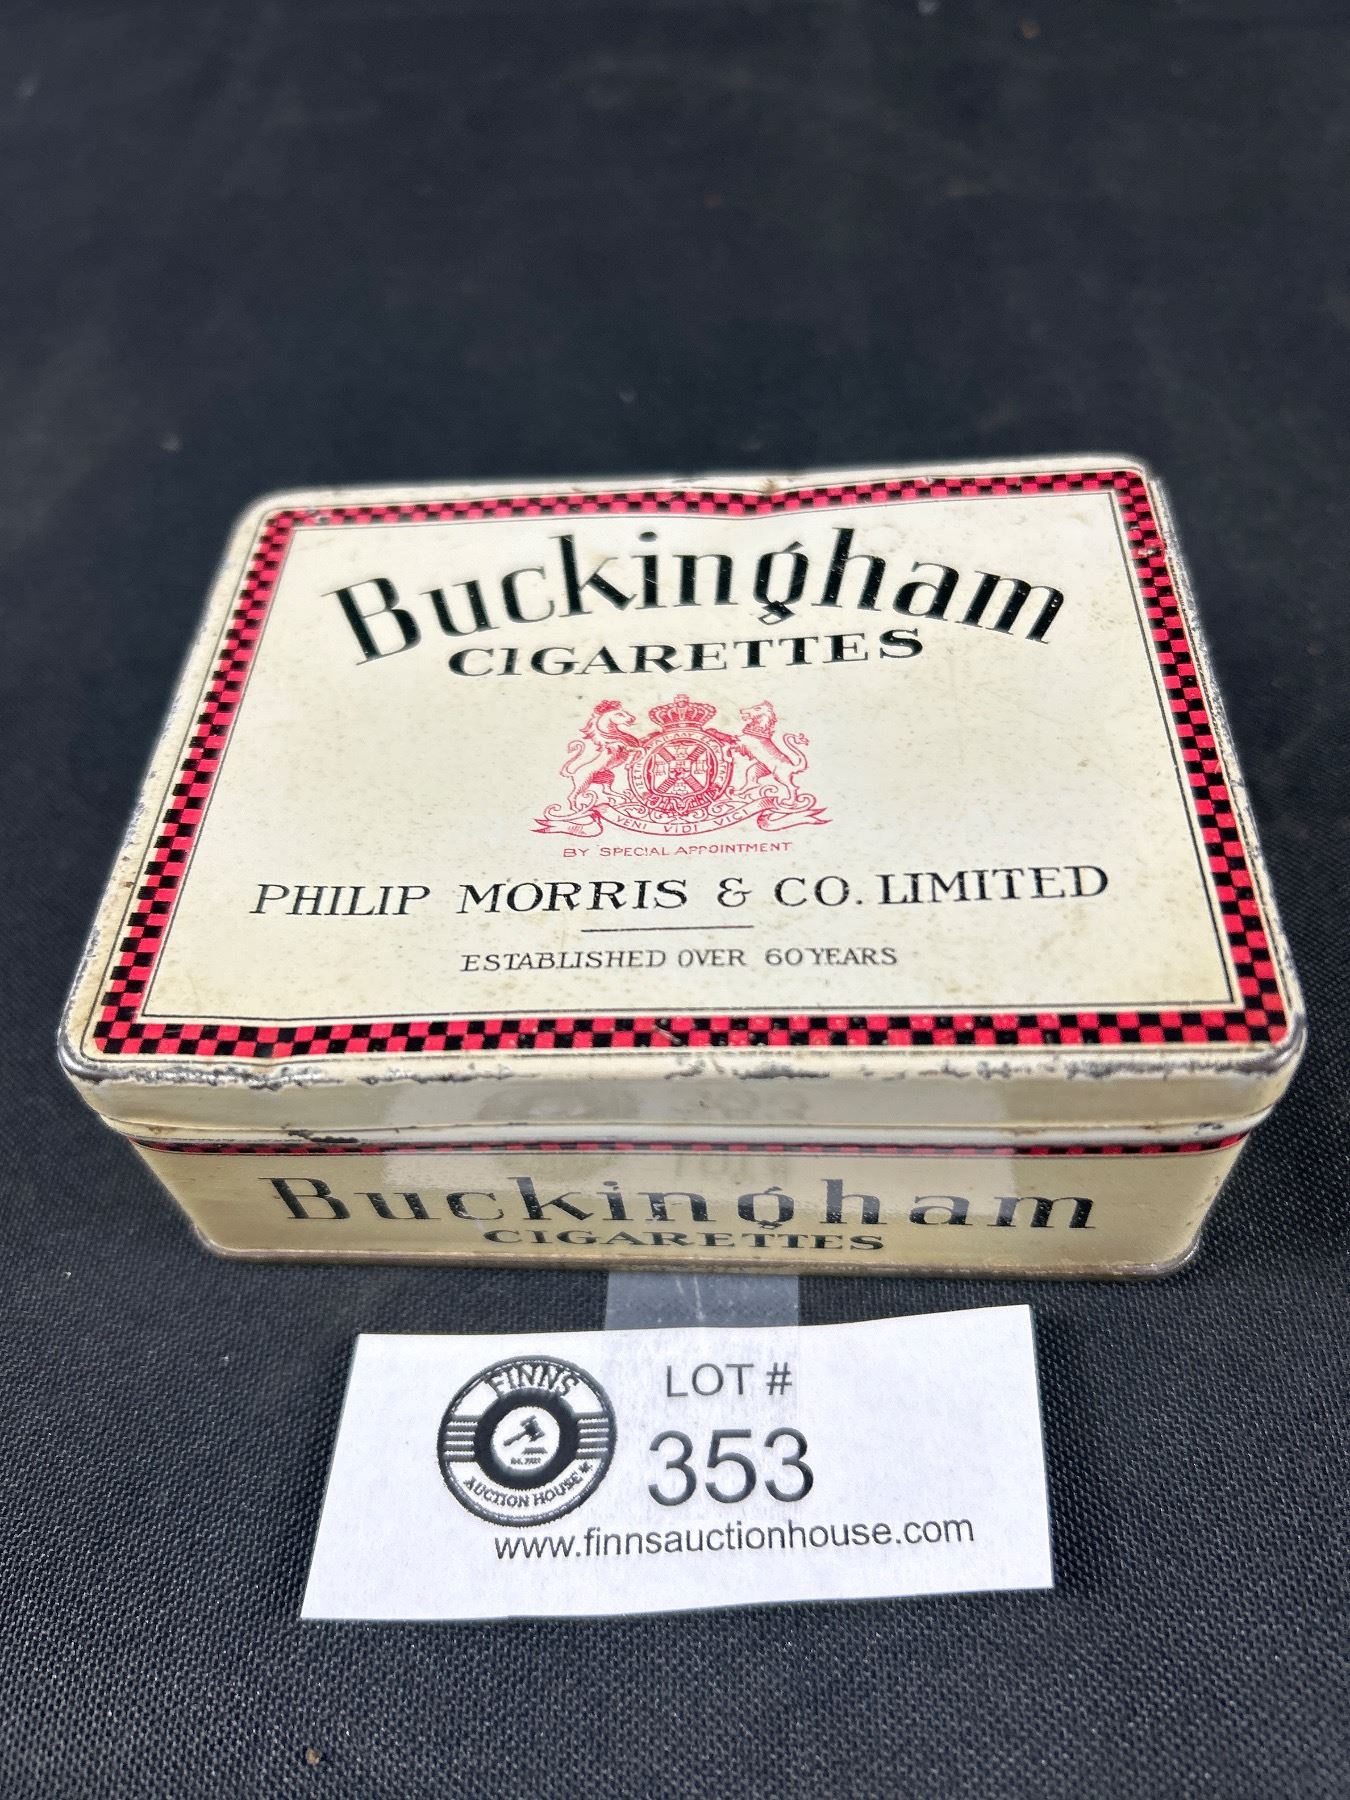 Buckingham
CIGARETTES
VENI VIDI VICI
BY SPECIAL APPOINTMENT
PHILIP MORRIS & CO. LIMITED
ESTABLISHED OVER 60 YEARS
Buckingham
CIGARETTES
FINNS
AUCTION HOUSE
LOT #
353
www.finnsauctionhouse.com